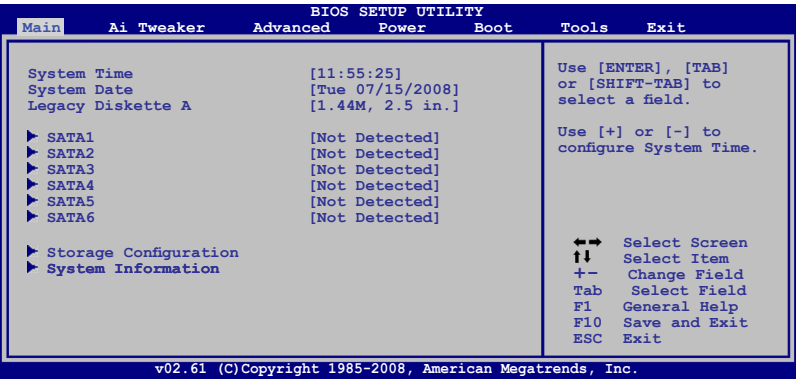 BIOS SETUP UTILITY
Main Ai Tweaker Advanced Power Boot Tools Exit
System Time [11:55:25]
System Date [Tue 07/15/2008]
Legacy Diskette A [1.44M, 2.5 in.]
SATA1 [Not Detected]
SATA2 [Not Detected]
SATA3 [Not Detected]
SATA4 [Not Detected]
SATA5 [Not Detected]
SATA6 [Not Detected]
Storage Configuration
System Information
Use [ENTER], [TAB]
or [SHIFT-TAB] to
select a field.
Use [+] or [-] to
configure System Time.
←→ Select Screen
↑↓ Select Item
+- Change Field
Tab Select Field
F1 General Help
F10 Save and Exit
ESC Exit
v02.61 (C)Copyright 1985-2008, American Megatrends, Inc.